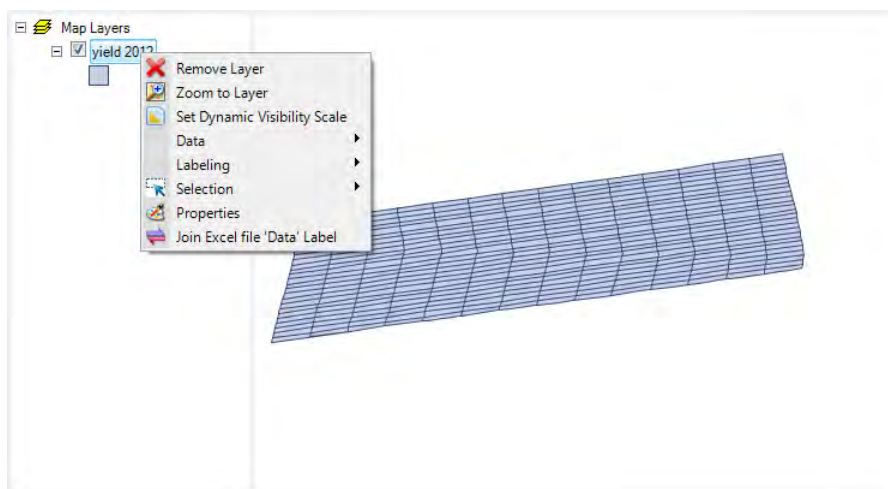 Map Layers
yield 2012
Remove Layer
Zoom to Layer
Set Dynamic Visibility Scale
Data
Labeling
Selection
Properties
Join Excel file 'Data' Label